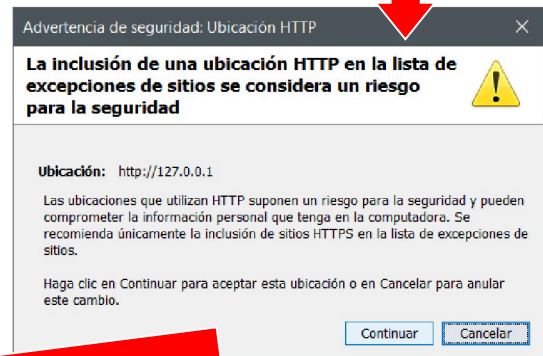 Advertencia de seguridad: Ubicación HTTP
La inclusión de una ubicación HTTP en la lista de
excepciones de sitios se considera un riesgo
para la seguridad
Ubicación: http://127.0.0.1
Las ubicaciones que utilizan HTTP suponen un riesgo para la seguridad y pueden
comprometer la información personal que tenga en la computadora. Se
recomienda únicamente la inclusión de sitios HTTPS en la lista de excepciones de
sitios.
Haga clic en Continuar para aceptar esta ubicación o en Cancelar para anular
este cambio.
Continuar Cancelar